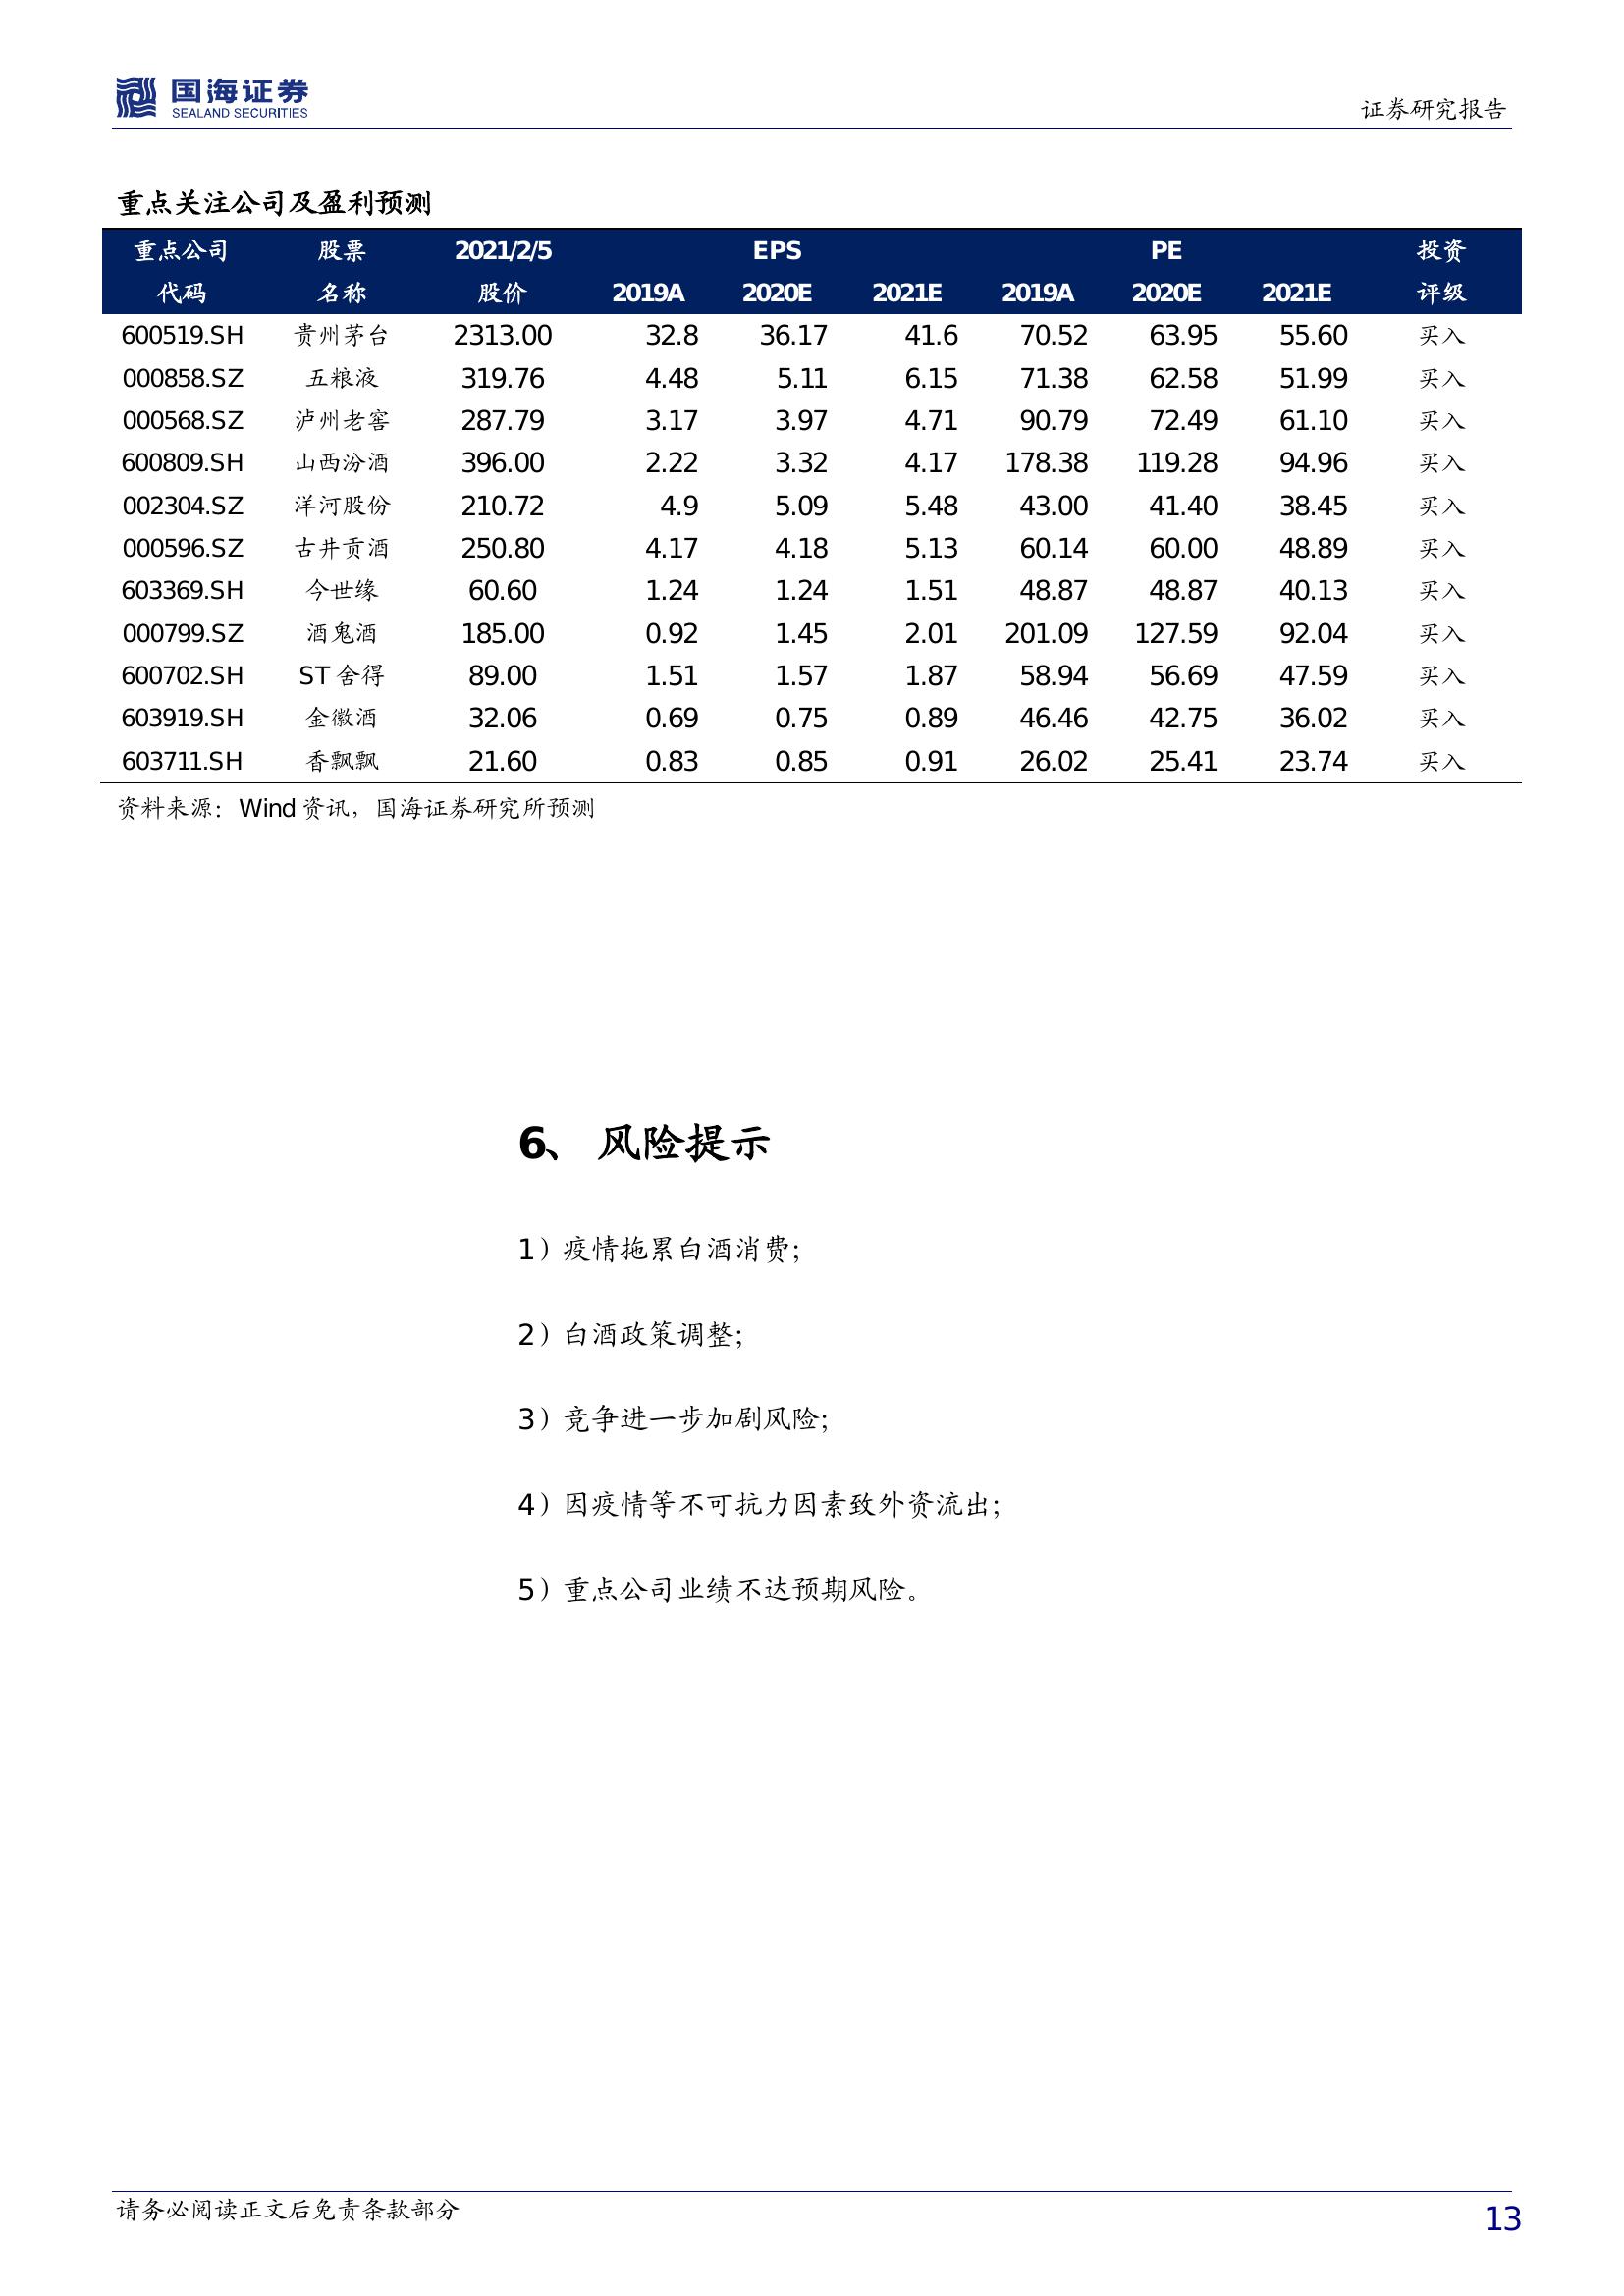 国海证券
SEALAND SECURITIES
证券研究报告
重点关注公司及盈利预测
重点公司 股票 2021/2/5 EPS PE 投资
代码 名称 股价 2019A 2020E 2021E 2019A 2020E 2021E 评级
600519.SH 贵州茅台 2313.00 32.8 36.17 41.6 70.52 63.95 55.60 买入
000858.SZ 五粮液 319.76 4.48 5.11 6.15 71.38 62.58 51.99 买入
000568.SZ 泸州老窖 287.79 3.17 3.97 4.71 90.79 72.49 61.10 买入
600809.SH 山西汾酒 396.00 2.22 3.32 4.17 178.38 119.28 94.96 买入
002304.SZ 洋河股份 210.72 4.9 5.09 5.48 43.00 41.40 38.45 买入
000596.SZ 古井贡酒 250.80 4.17 4.18 5.13 60.14 60.00 48.89 买入
603369.SH 今世缘 60.60 1.24 1.24 1.51 48.87 48.87 40.13 买入
000799.SZ 酒鬼酒 185.00 0.92 1.45 2.01 201.09 127.59 92.04 买入
600702.SH ST 舍得 89.00 1.51 1.57 1.87 58.94 56.69 47.59 买入
603919.SH 金徽酒 32.06 0.69 0.75 0.89 46.46 42.75 36.02 买入
603711.SH 香飘飘 21.60 0.83 0.85 0.91 26.02 25.41 23.74 买入
资料来源：Wind 资讯，国海证券研究所预测
6、 风险提示
1）疫情拖累白酒消费；
2）白酒政策调整；
3）竞争进一步加剧风险；
4）因疫情等不可抗力因素致外资流出；
5）重点公司业绩不达预期风险。
请务必阅读正文后免责条款部分
13